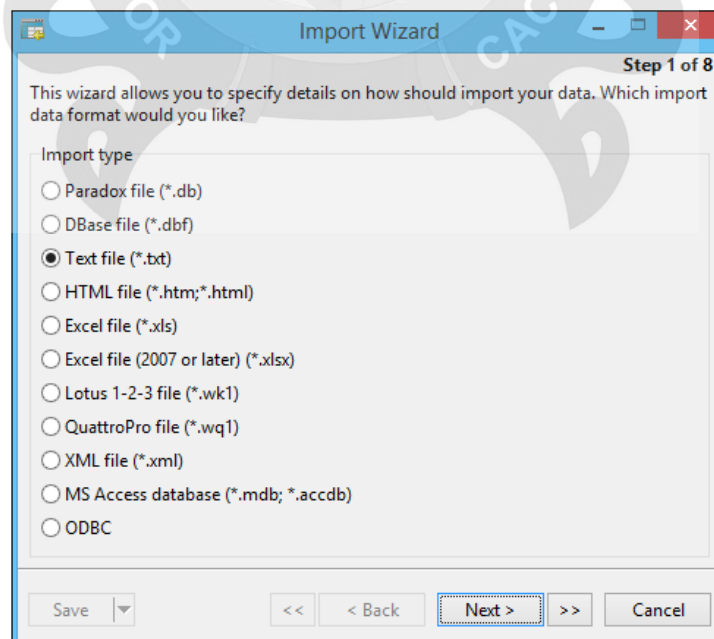 Import Wizard
Step 1 of 8
This wizard allows you to specify details on how should import your data. Which import
data format would you like?
Import type
Paradox file (*.db)
DBase file (*.dbf)
Text file (*.txt)
HTML file (*.htm;*.html)
Excel file (*.xls)
Excel file (2007 or later) (*.xlsx)
Lotus 1-2-3 file (*.wk1)
QuattroPro file (*.wq1)
XML file (*.xml)
MS Access database (*.mdb; *.accdb)
ODBC
Save << < Back Next > >> Cancel